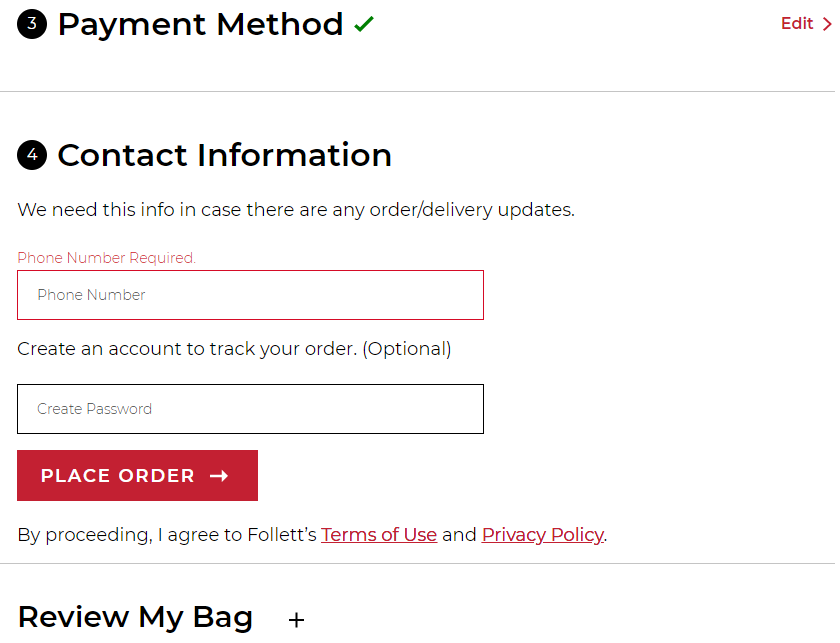 3 Payment Method
Edit
4 Contact Information
We need this info in case there are any order/delivery updates.
Phone Number Required.
Phone Number
Create an account to track your order. (Optional)
Create Password
PLACE ORDER →
By proceeding, I agree to Follett’s Terms of Use and Privacy Policy.
Review My Bag +